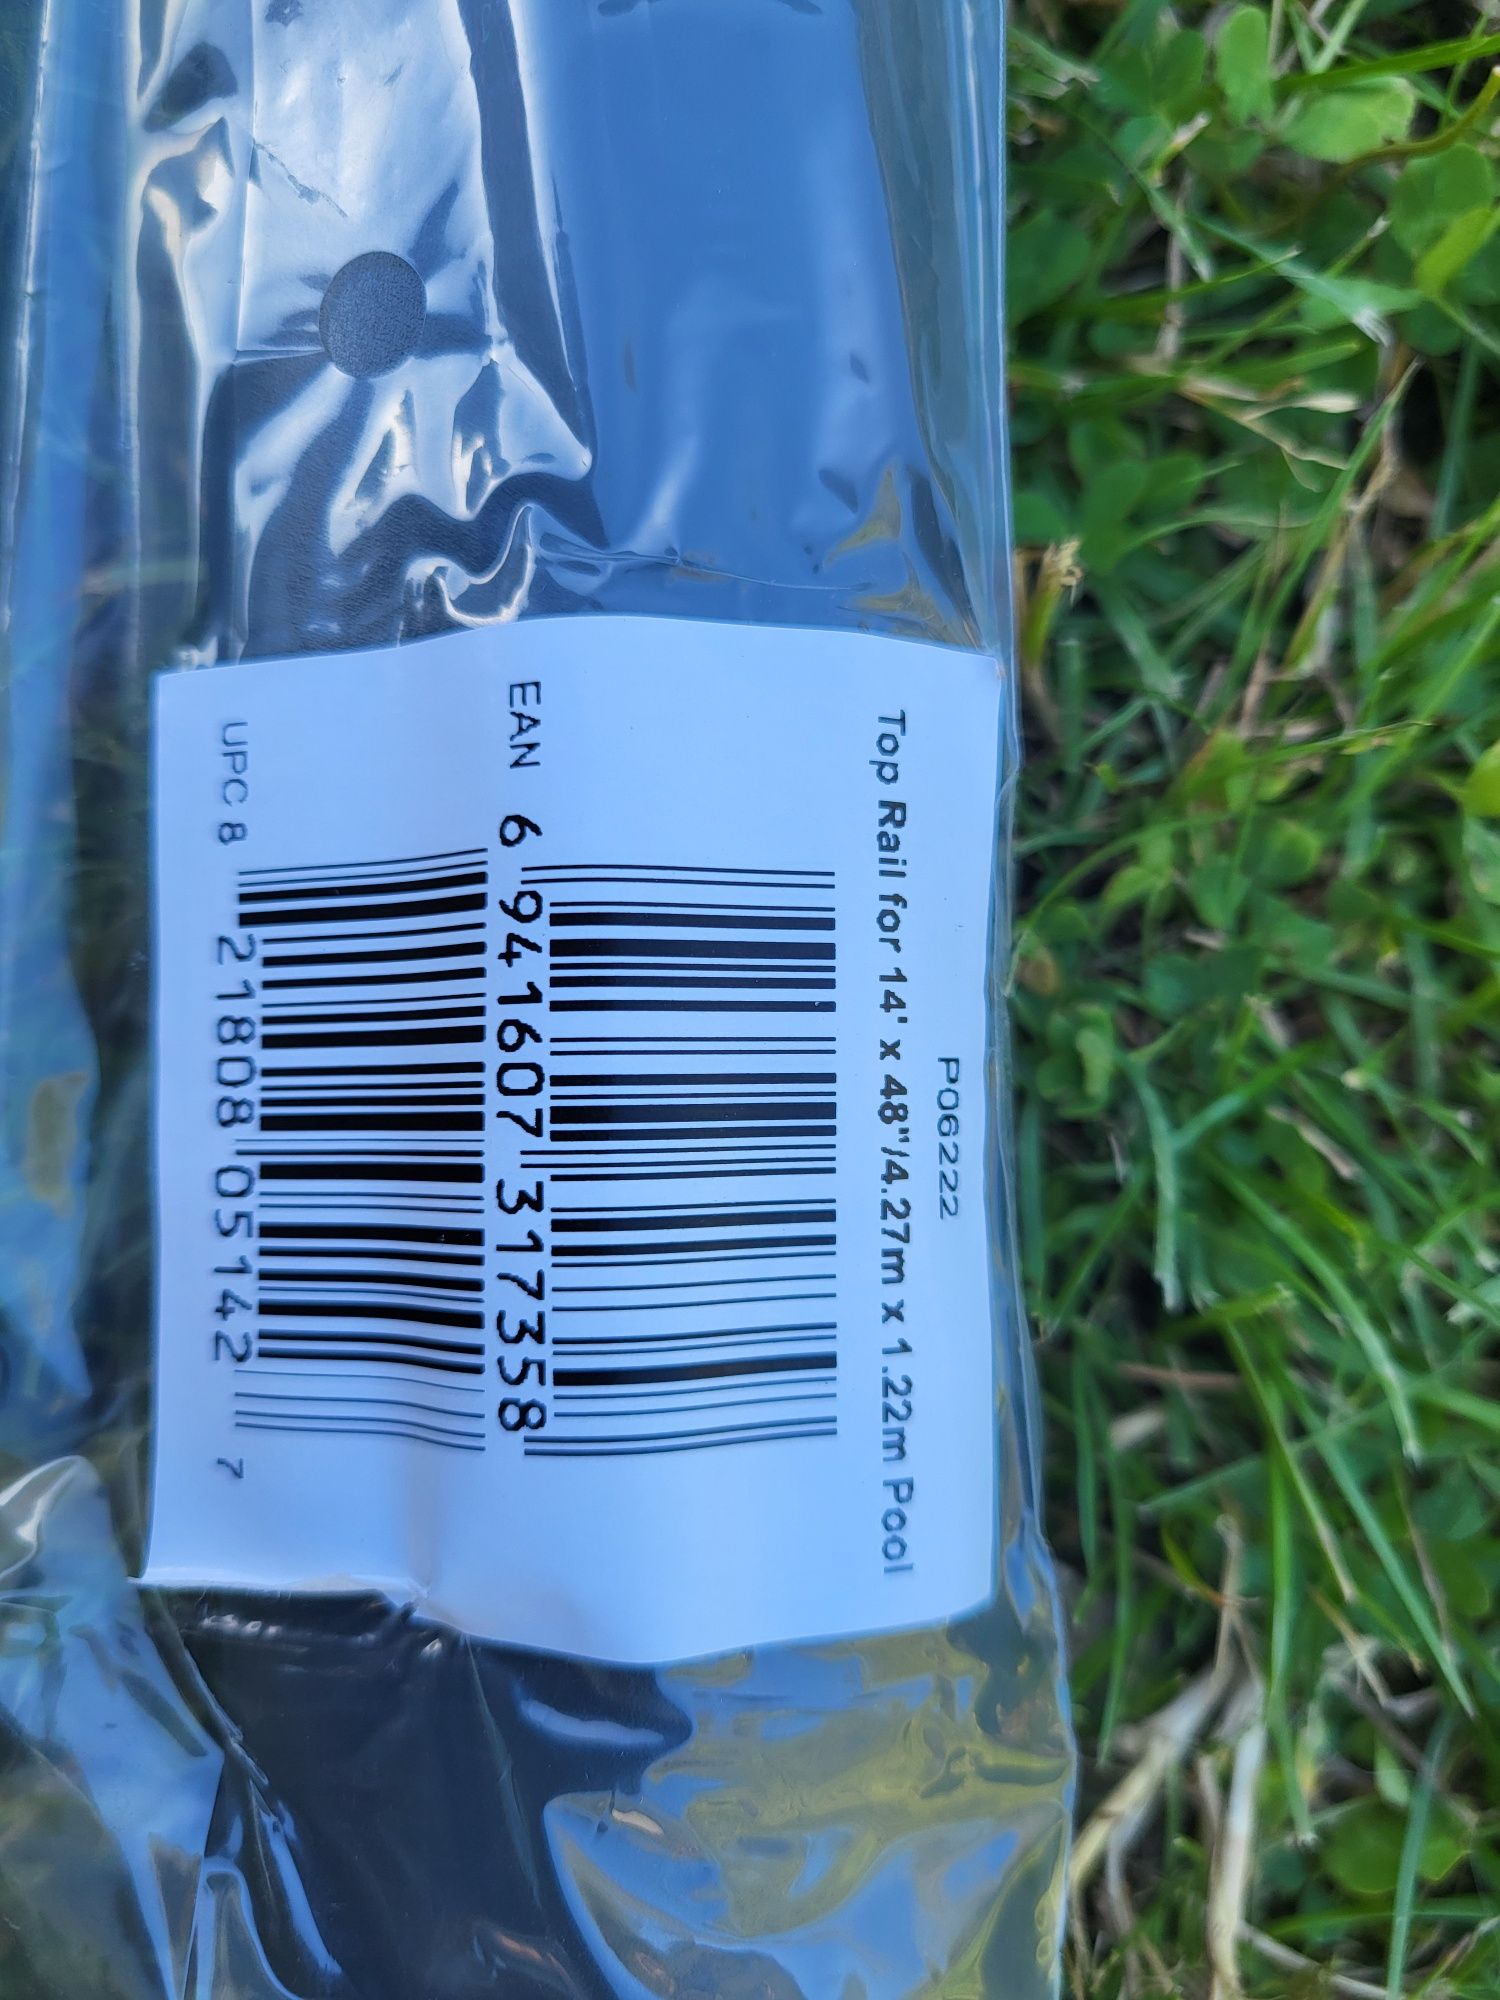 P06222
Top Rail for 14' x 48"/4.27m x 1.22m Pool
EAN 6 941607 317358
UPC 8 21808 05142 7